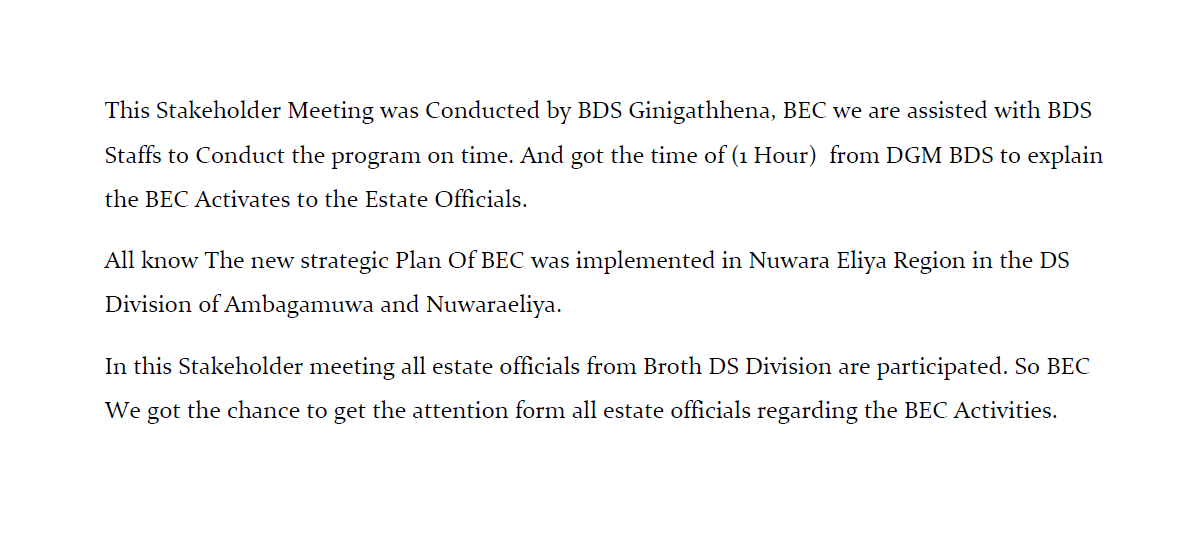 This Stakeholder Meeting was Conducted by BDS Ginigathhena, BEC we are assisted with BDS
Staffs to Conduct the program on time. And got the time of (1 Hour)  from DGM BDS to explain
the BEC Activates to the Estate Officials.
All know The new strategic Plan Of BEC was implemented in Nuwara Eliya Region in the DS
Division of Ambagamuwa and Nuwaraeliya.
In this Stakeholder meeting all estate officials from Broth DS Division are participated. So BEC
We got the chance to get the attention form all estate officials regarding the BEC Activities.